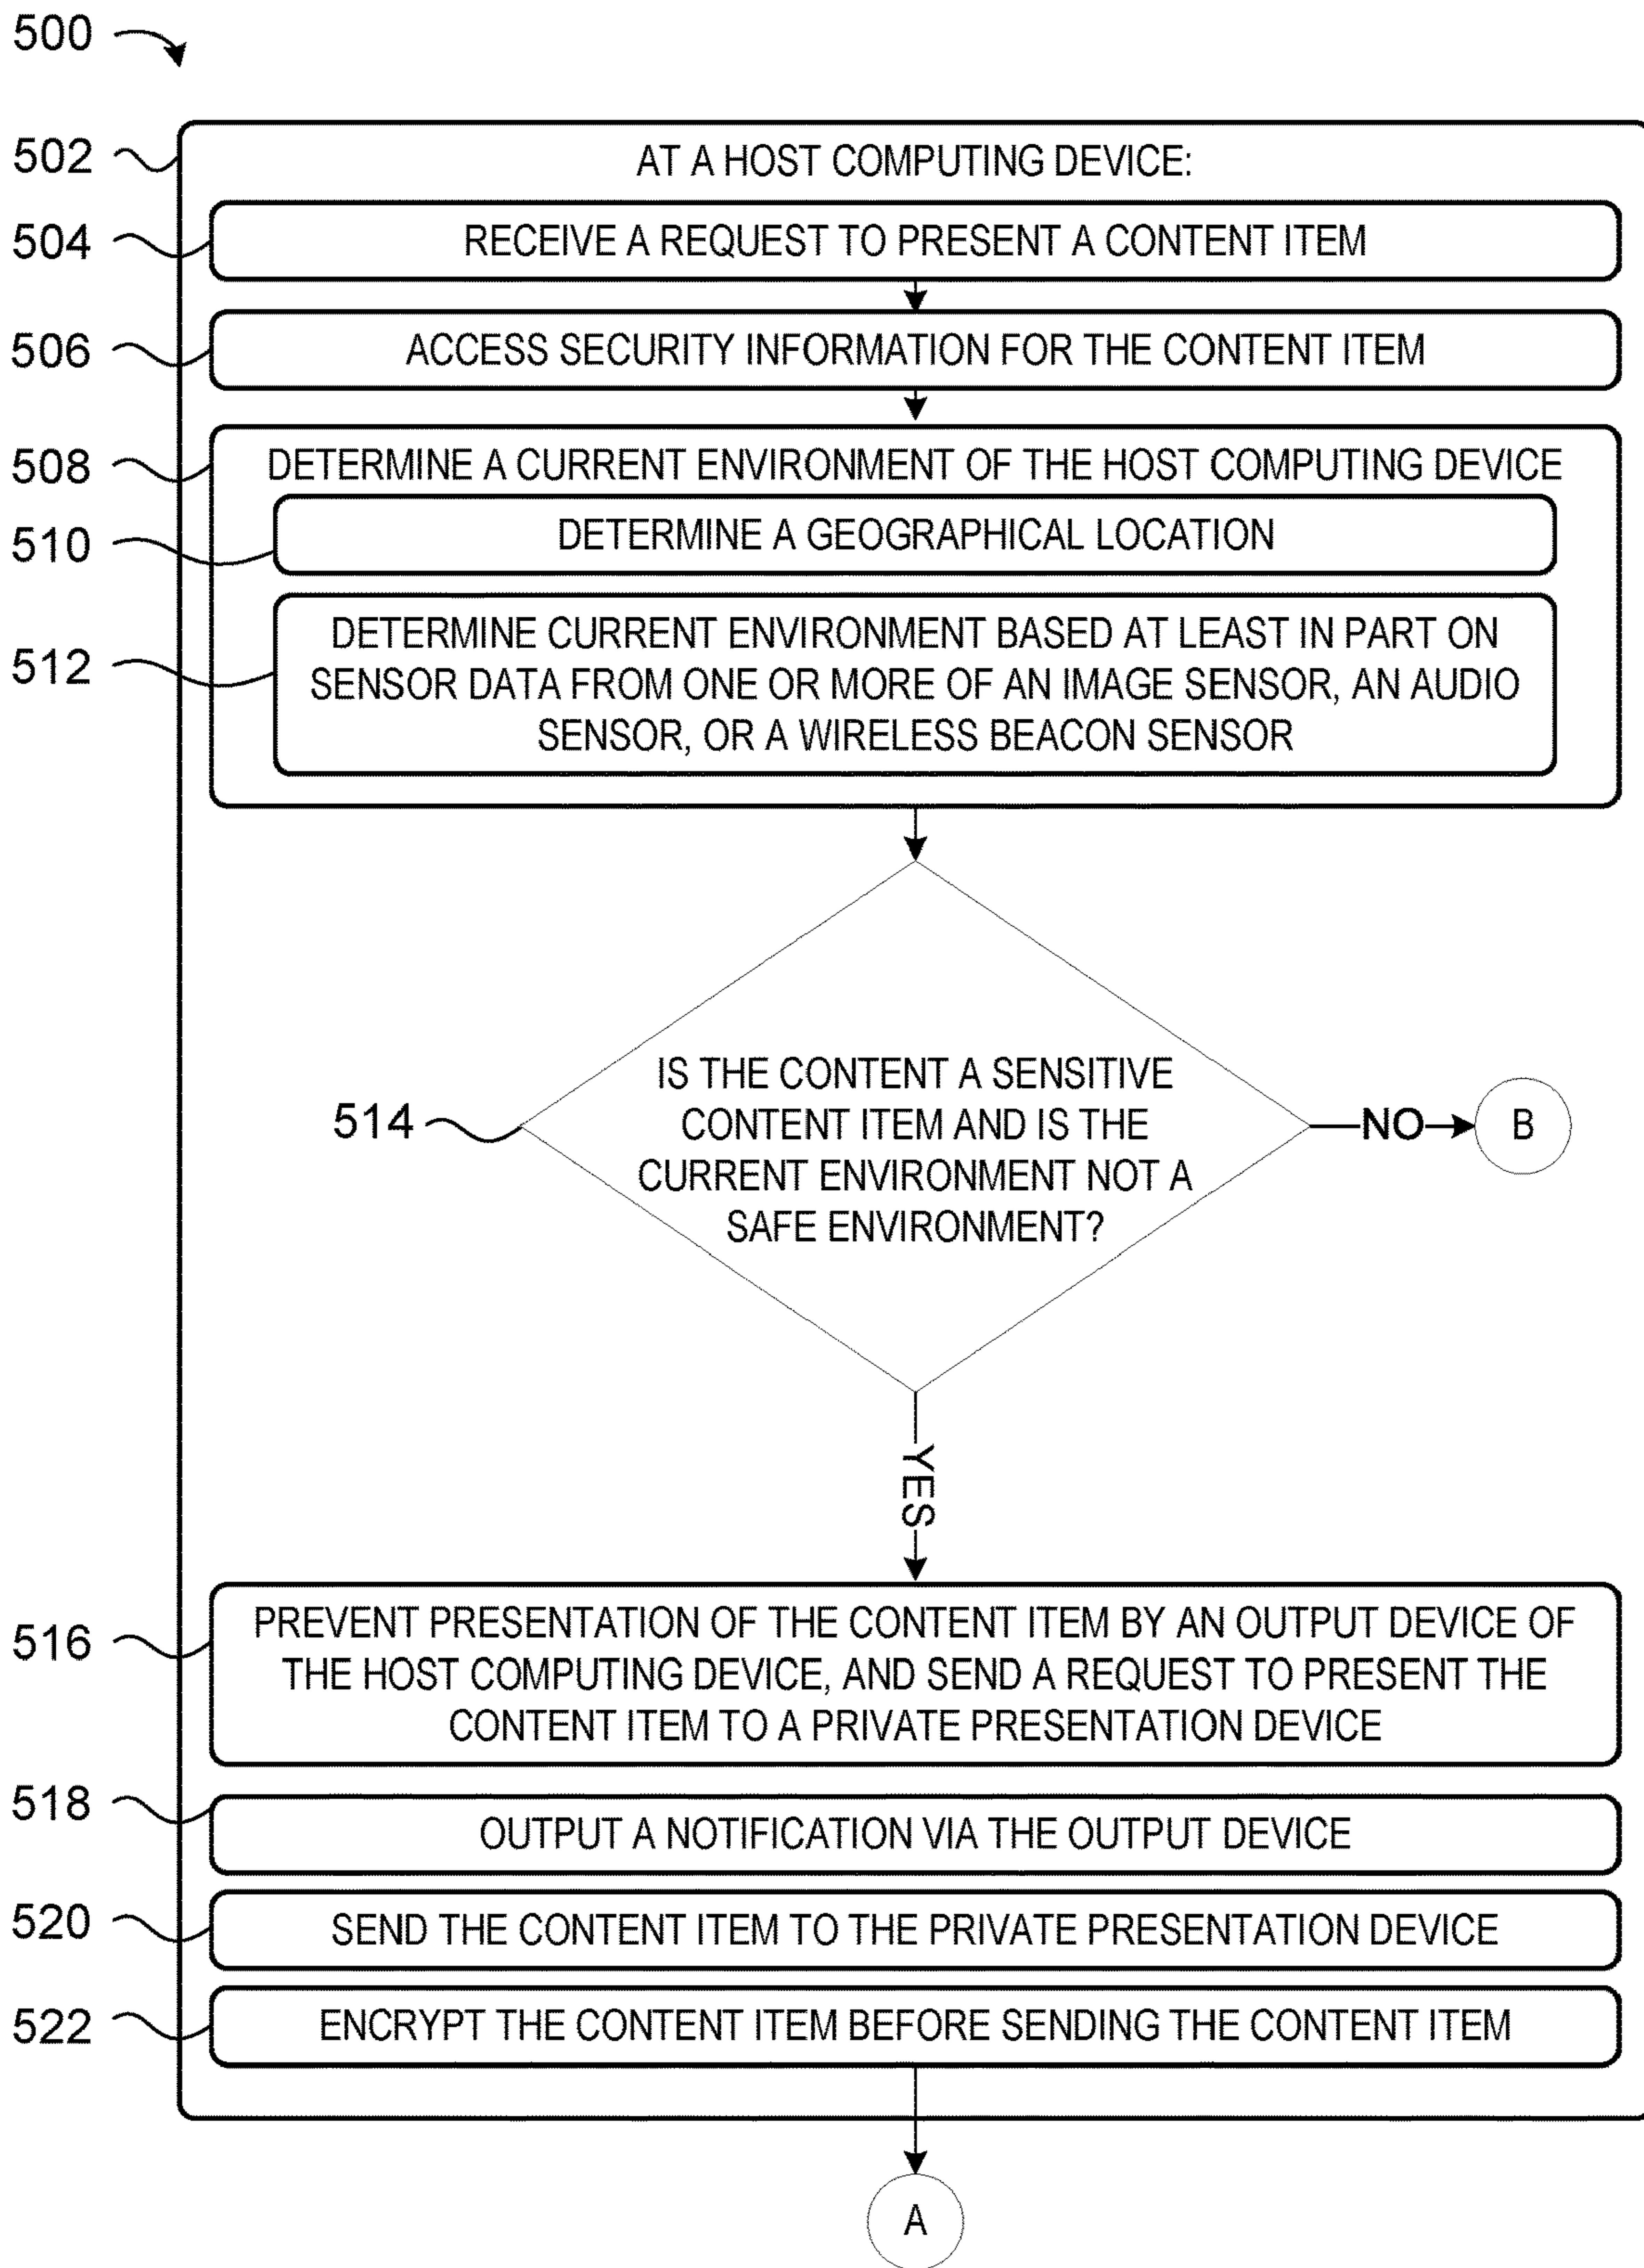 500
502
AT A HOST COMPUTING DEVICE:
504
RECEIVE A REQUEST TO PRESENT A CONTENT ITEM
506
ACCESS SECURITY INFORMATION FOR THE CONTENT ITEM
508
DETERMINE A CURRENT ENVIRONMENT OF THE HOST COMPUTING DEVICE
510
DETERMINE A GEOGRAPHICAL LOCATION
512
DETERMINE CURRENT ENVIRONMENT BASED AT LEAST IN PART ON
SENSOR DATA FROM ONE OR MORE OF AN IMAGE SENSOR, AN AUDIO
SENSOR, OR A WIRELESS BEACON SENSOR
514
IS THE CONTENT A SENSITIVE
CONTENT ITEM AND IS THE
CURRENT ENVIRONMENT NOT A
SAFE ENVIRONMENT?
NO
B
YES
516
PREVENT PRESENTATION OF THE CONTENT ITEM BY AN OUTPUT DEVICE OF
THE HOST COMPUTING DEVICE, AND SEND A REQUEST TO PRESENT THE
CONTENT ITEM TO A PRIVATE PRESENTATION DEVICE
518
OUTPUT A NOTIFICATION VIA THE OUTPUT DEVICE
520
SEND THE CONTENT ITEM TO THE PRIVATE PRESENTATION DEVICE
522
ENCRYPT THE CONTENT ITEM BEFORE SENDING THE CONTENT ITEM
A